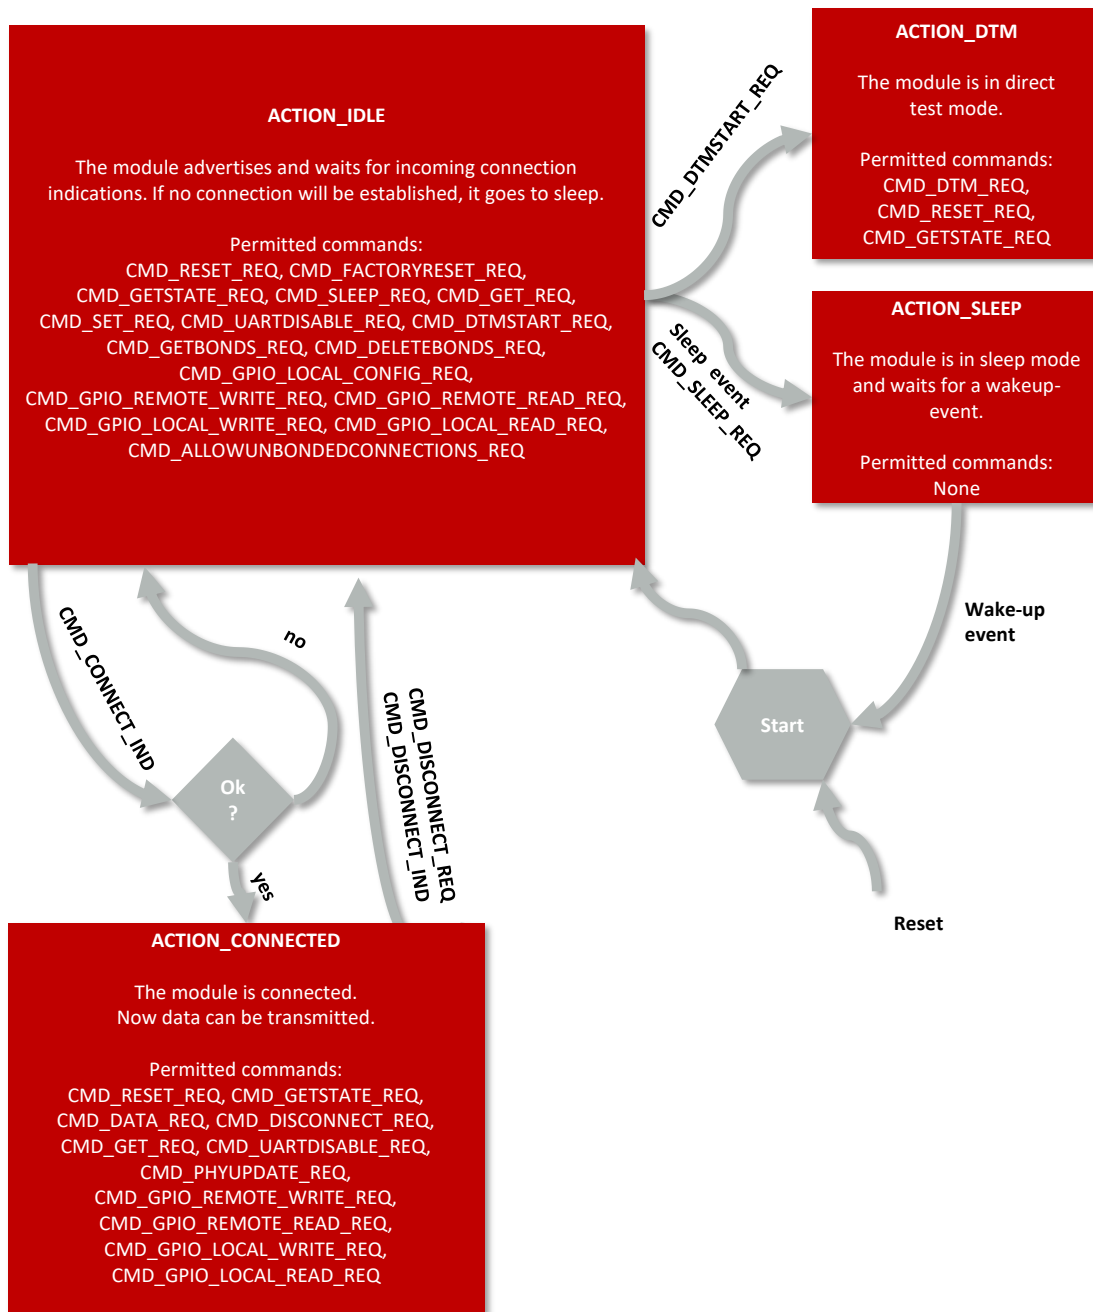 ACTION_IDLE
The module advertises and waits for incoming connection
indications. If no connection will be established, it goes to sleep.
Permitted commands:
CMD_RESET_REQ, CMD_FACTORYRESET_REQ,
CMD_GETSTATE_REQ, CMD_SLEEP_REQ, CMD_GET_REQ,
CMD_SET_REQ, CMD_UARTDISABLE_REQ, CMD_DTMSTART_REQ,
CMD_GETBONDS_REQ, CMD_DELETEBONDS_REQ,
CMD_GPIO_LOCAL_CONFIG_REQ,
CMD_GPIO_REMOTE_WRITE_REQ, CMD_GPIO_REMOTE_READ_REQ,
CMD_GPIO_LOCAL_WRITE_REQ, CMD_GPIO_LOCAL_READ_REQ,
CMD_ALLOWUNBONDEDCONNECTIONS_REQ
CMD_DTMSTART_REQ
ACTION_DTM
The module is in direct
test mode.
Permitted commands:
CMD_DTM_REQ,
CMD_RESET_REQ,
CMD_GETSTATE_REQ
Sleep event
CMD_SLEEP_REQ
ACTION_SLEEP
The module is in sleep mode
and waits for a wakeup-
event.
Permitted commands:
None
Wake-up
event
Start
Reset
CMD_CONNECT_IND
no
Ok
?
yes
CMD_DISCONNECT_REQ
CMD_DISCONNECT_IND
ACTION_CONNECTED
The module is connected.
Now data can be transmitted.
Permitted commands:
CMD_RESET_REQ, CMD_GETSTATE_REQ,
CMD_DATA_REQ, CMD_DISCONNECT_REQ,
CMD_GET_REQ, CMD_UARTDISABLE_REQ,
CMD_PHYUPDATE_REQ,
CMD_GPIO_REMOTE_WRITE_REQ,
CMD_GPIO_REMOTE_READ_REQ,
CMD_GPIO_LOCAL_WRITE_REQ,
CMD_GPIO_LOCAL_READ_REQ